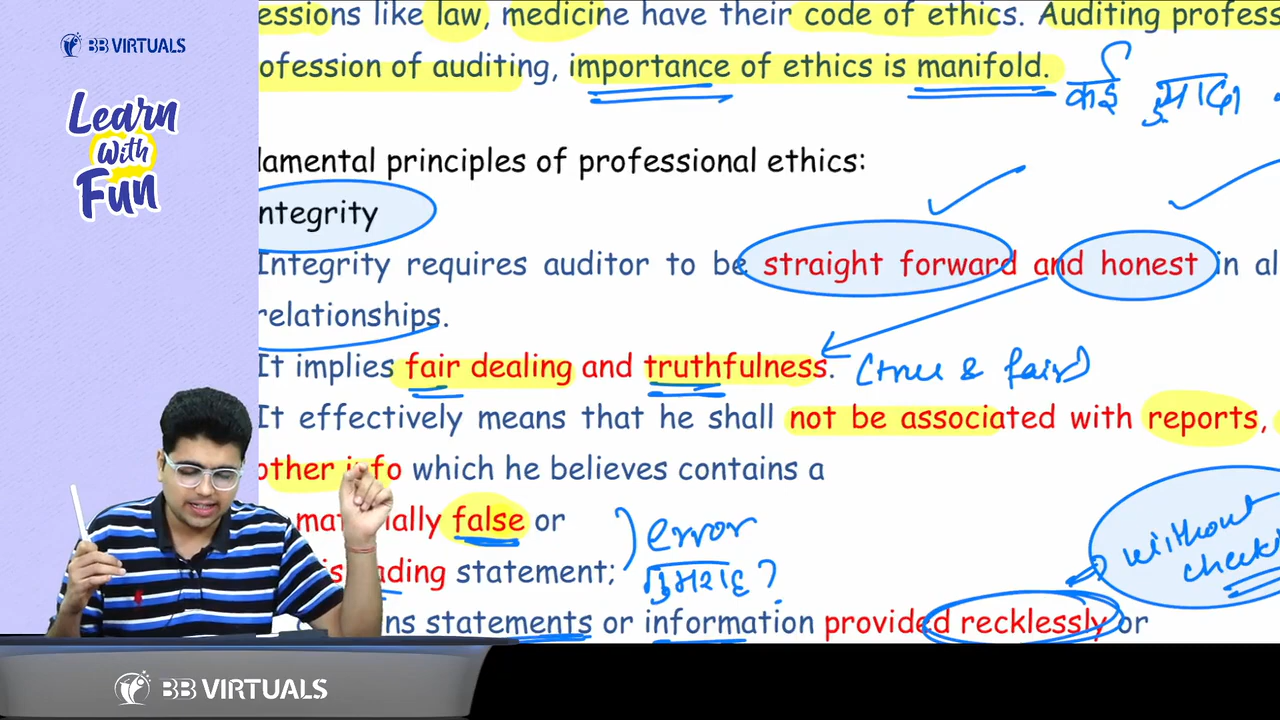 BB VIRTUALS
Learn
With
Fun
essions like law, medicine have their code of ethics. Auditing profess
ofession of auditing, importance of ethics is manifold.
कई
damental principles of professional ethics:
ntegrity
Integrity requires auditor to be straight forward and honest in al
relationships.
It implies fair dealing and truthfulness. (true & fair)
It effectively means that he shall not be associated with reports,
other info which he believes contains a
false or
error
ading statement;
गुमराह ?
without
checki
ns statements or information provided recklessly or
BB VIRTUALS